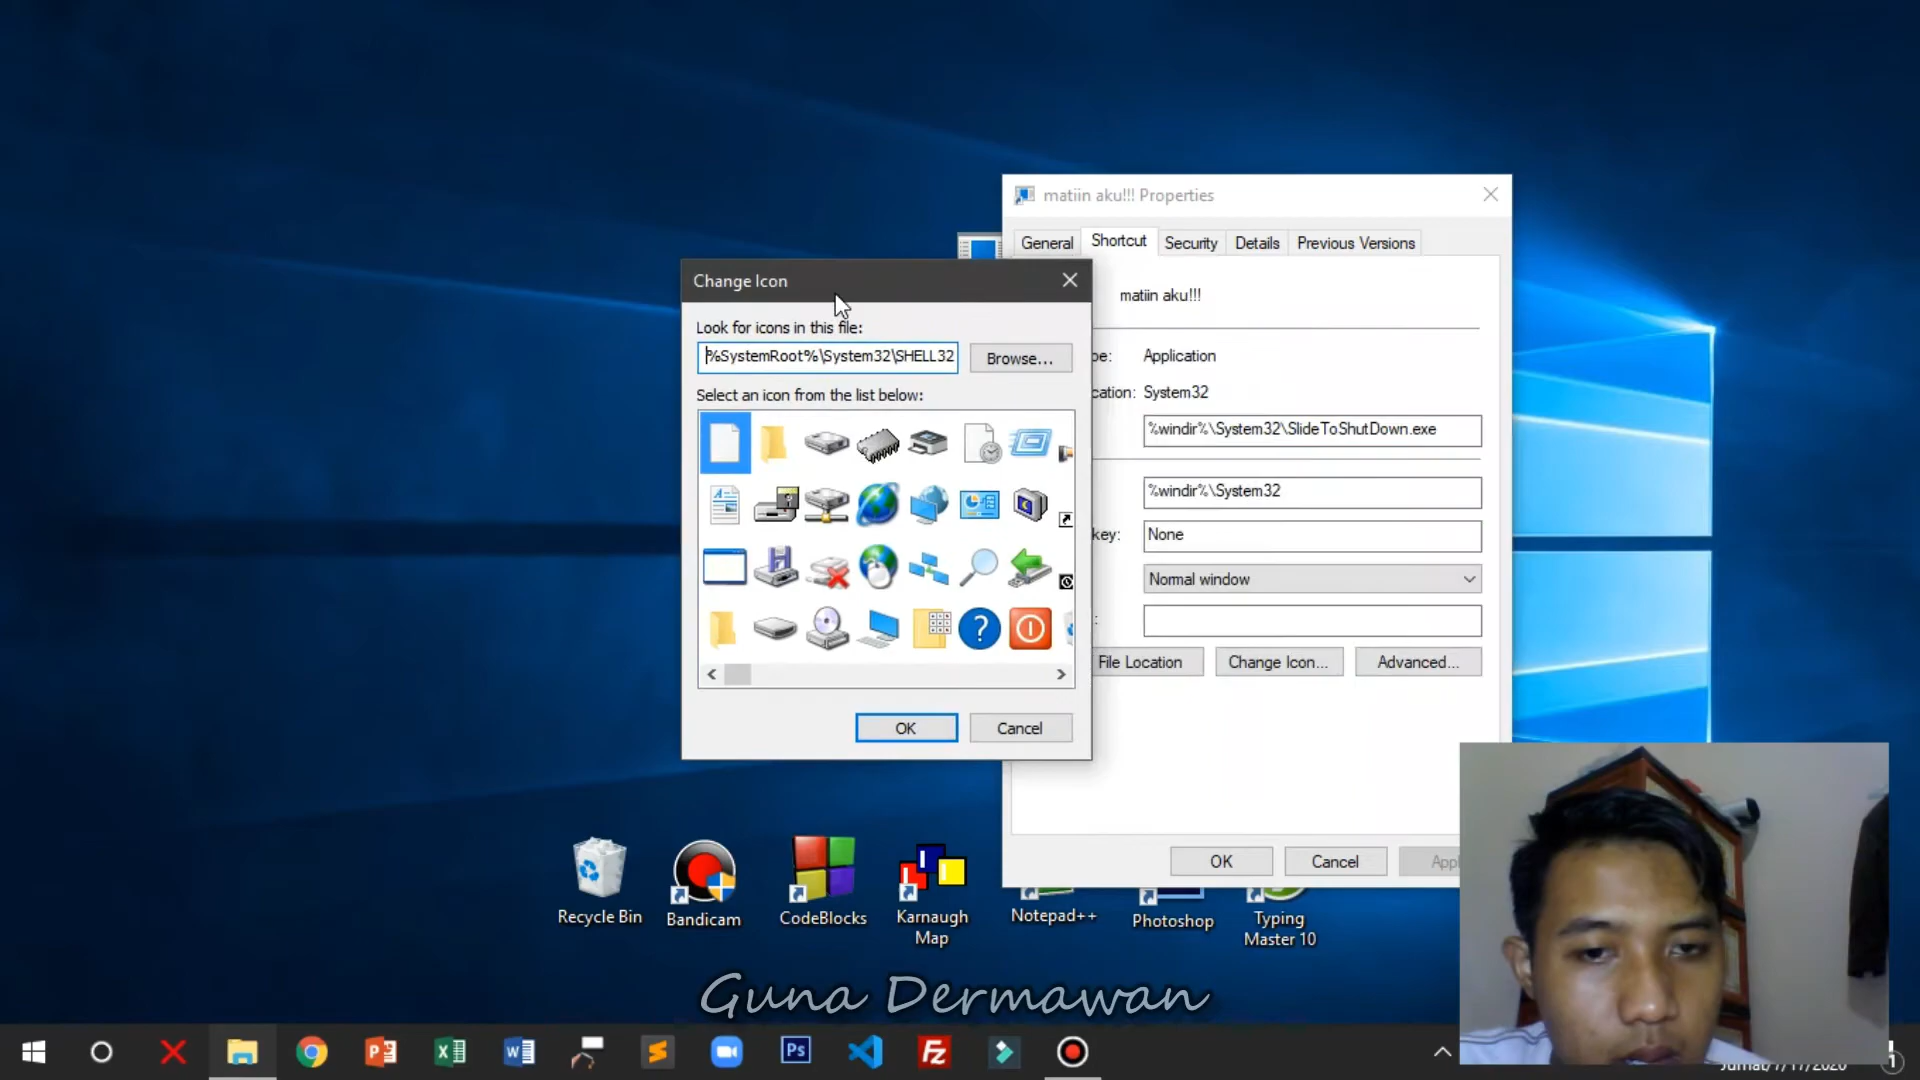 matiin aku!!! Properties
General Shortcut Security Details Previous Versions
Change Icon
matiin aku!!!
Look for icons in this file:
%SystemRoot%\System32\SHELL32
Browse...
Application
System32
Select an icon from the list below:
%windir%\System32\SlideToShutDown.exe
%windir%\System32
key: None
Normal window
File Location Change Icon... Advanced...
OK Cancel
OK Cancel
Recycle Bin
Bandicam
CodeBlocks
Karnaugh
Map
Notepad++
Photoshop
Typing
Master 10
Guna Dermawan